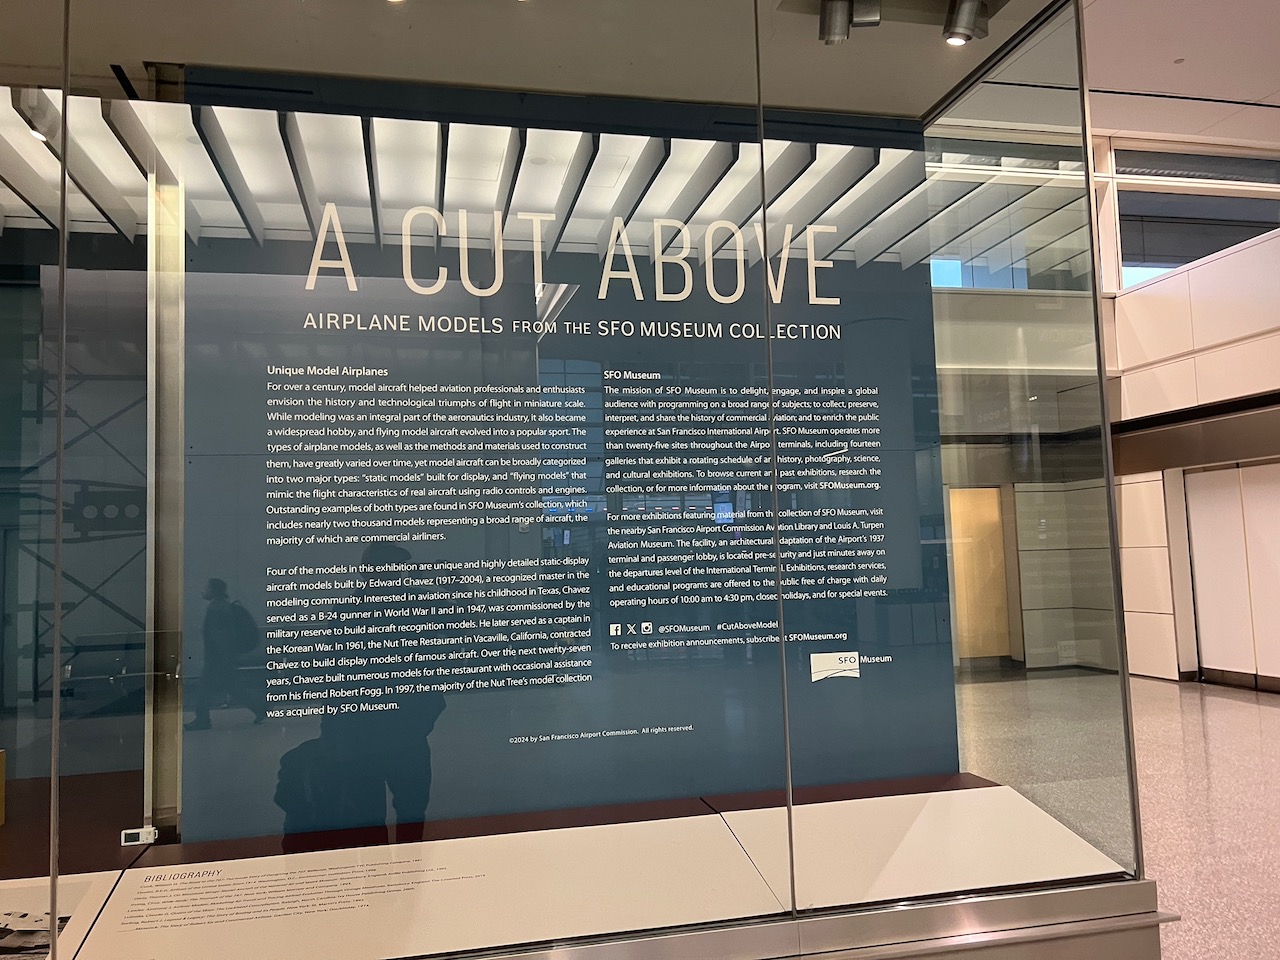 A CUT ABOVE
AIRPLANE MODELS FROM THE SFO MUSEUM COLLECTION
Unique Model Airplanes
For over a century, model aircraft helped aviation professionals and enthusiasts
envision the history and technological triumphs of flight in miniature scale.
While modeling was an integral part of the aeronautics industry, it also became
a widespread hobby, and flying model aircraft evolved into a popular sport. The
types of airplane models, as well as the methods and materials used to construct
them, have greatly varied over time, yet model aircraft can be broadly categorized
into two major types: "static models" built for display, and "flying models" that
mimic the flight characteristics of real aircraft using radio controls and engines.
Outstanding examples of both types are found in SFO Museum's collection, which
includes nearly two thousand models representing a broad range of aircraft, the
majority of which are commercial airliners.
Four of the models in this exhibition are unique and highly detailed static-display
aircraft models built by Edward Chavez (1917–2004), a recognized master in the
modeling community. Interested in aviation since his childhood in Texas, Chavez
served as a B-24 gunner in World War II and in 1947, was commissioned by the
military reserve to build aircraft recognition models. He later served as a captain in
the Korean War. In 1961, the Nut Tree Restaurant in Vacaville, California, contracted
Chavez to build display models of famous aircraft. Over the next twenty-seven
years, Chavez built numerous models for the restaurant with occasional assistance
from his friend Robert Fogg. In 1997, the majority of the Nut Tree's model collection
was acquired by SFO Museum.
SFO Museum
The mission of SFO Museum is to delight, engage, and inspire a global
audience with programming on a broad range of subjects; to collect, preserve,
interpret, and share the history of commercial aviation; and to enrich the public
experience at San Francisco International Airport. SFO Museum operates more
than twenty-five sites throughout the Airport terminals, including fourteen
galleries that exhibit a rotating schedule of art, history, photography, science,
and cultural exhibitions. To browse current and past exhibitions, research the
collection, or for more information about the program, visit SFOMuseum.org.
For more exhibitions featuring material from the collection of SFO Museum, visit
the nearby San Francisco Airport Commission Aviation Library and Louis A. Turpen
Aviation Museum. The facility, an architectural adaptation of the Airport's 1937
terminal and passenger lobby, is located pre-security and just minutes away on
the departures level of the International Terminal. Exhibitions, research services,
and educational programs are offered to the public free of charge with daily
operating hours of 10:00 am to 4:30 pm, closed holidays, and for special events.
@SFOMuseum #CutAboveModel
To receive exhibition announcements, subscribe at SFOMuseum.org
SFO Museum
©2024 by San Francisco Airport Commission. All rights reserved.
BIBLIOGRAPHY